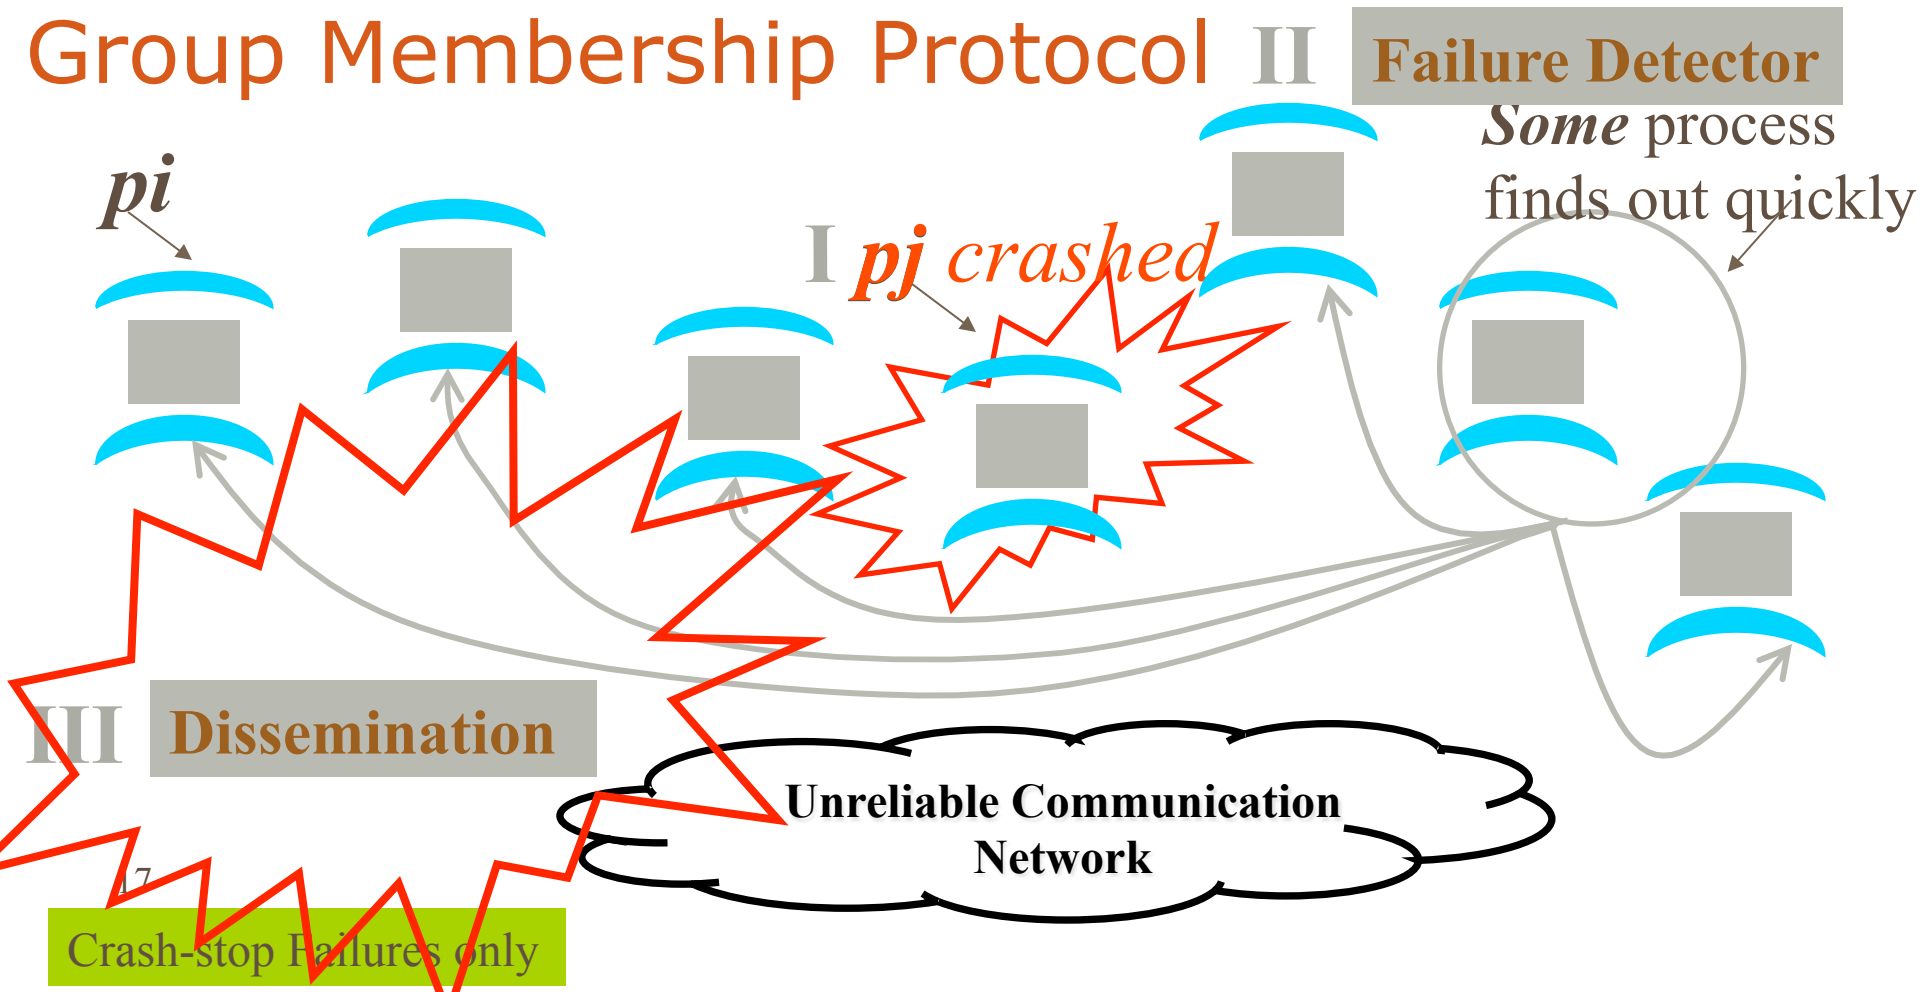 Group Membership Protocol
II
Failure Detector
Some process
finds out quickly
pi
I pj crashed
III
Dissemination
Unreliable Communication
Network
17
Crash-stop Failures only